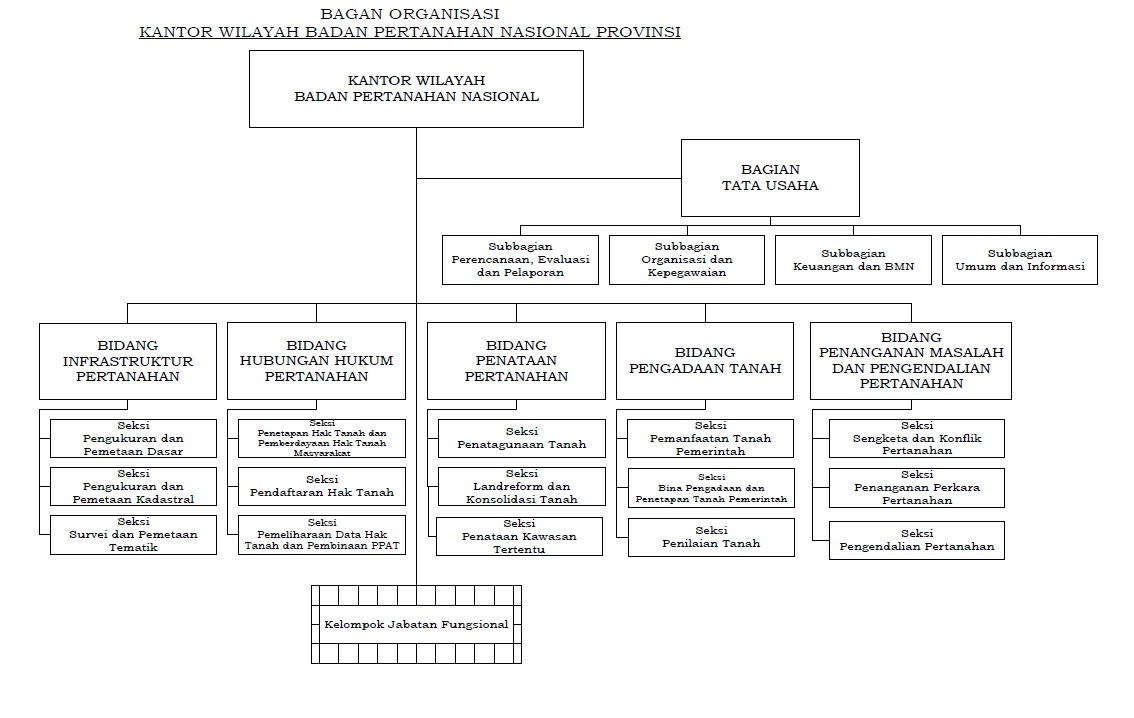 BAGAN ORGANISASI
KANTOR WILAYAH BADAN PERTANAHAN NASIONAL PROVINSI
KANTOR WILAYAH
BADAN PERTANAHAN NASIONAL
BAGIAN
TATA USAHA
Subbagian
Perencanaan, Evaluasi
dan Pelaporan
Subbagian
Organisasi dan
Kepegawaian
Subbagian
Keuangan dan BMN
Subbagian
Umum dan Informasi
BIDANG
INFRASTRUKTUR
PERTANAHAN
BIDANG
HUBUNGAN HUKUM
PERTANAHAN
BIDANG
PENATAAN
PERTANAHAN
BIDANG
PENGADAAN TANAH
BIDANG
PENANGANAN MASALAH
DAN PENGENDALIAN
PERTANAHAN
Seksi
Pengukuran dan
Pemetaan Dasar
Seksi
Pengukuran dan
Pemetaan Kadastral
Seksi
Survei dan Pemetaan
Tematik
Seksi
Penetapan Hak Tanah dan
Pemberdayaan Hak Tanah
Masyarakat
Seksi
Pendaftaran Hak Tanah
Seksi
Pemeliharaan Data Hak
Tanah dan Pembinaan PPAT
Seksi
Penatagunaan Tanah
Seksi
Landreform dan
Konsolidasi Tanah
Seksi
Penataan Kawasan
Tertentu
Seksi
Pemanfaatan Tanah
Pemerintah
Seksi
Bina Pengadaan dan
Penetapan Tanah Pemerintah
Seksi
Penilaian Tanah
Seksi
Sengketa dan Konflik
Pertanahan
Seksi
Penanganan Perkara
Pertanahan
Seksi
Pengendalian Pertanahan
Kelompok Jabatan Fungsional